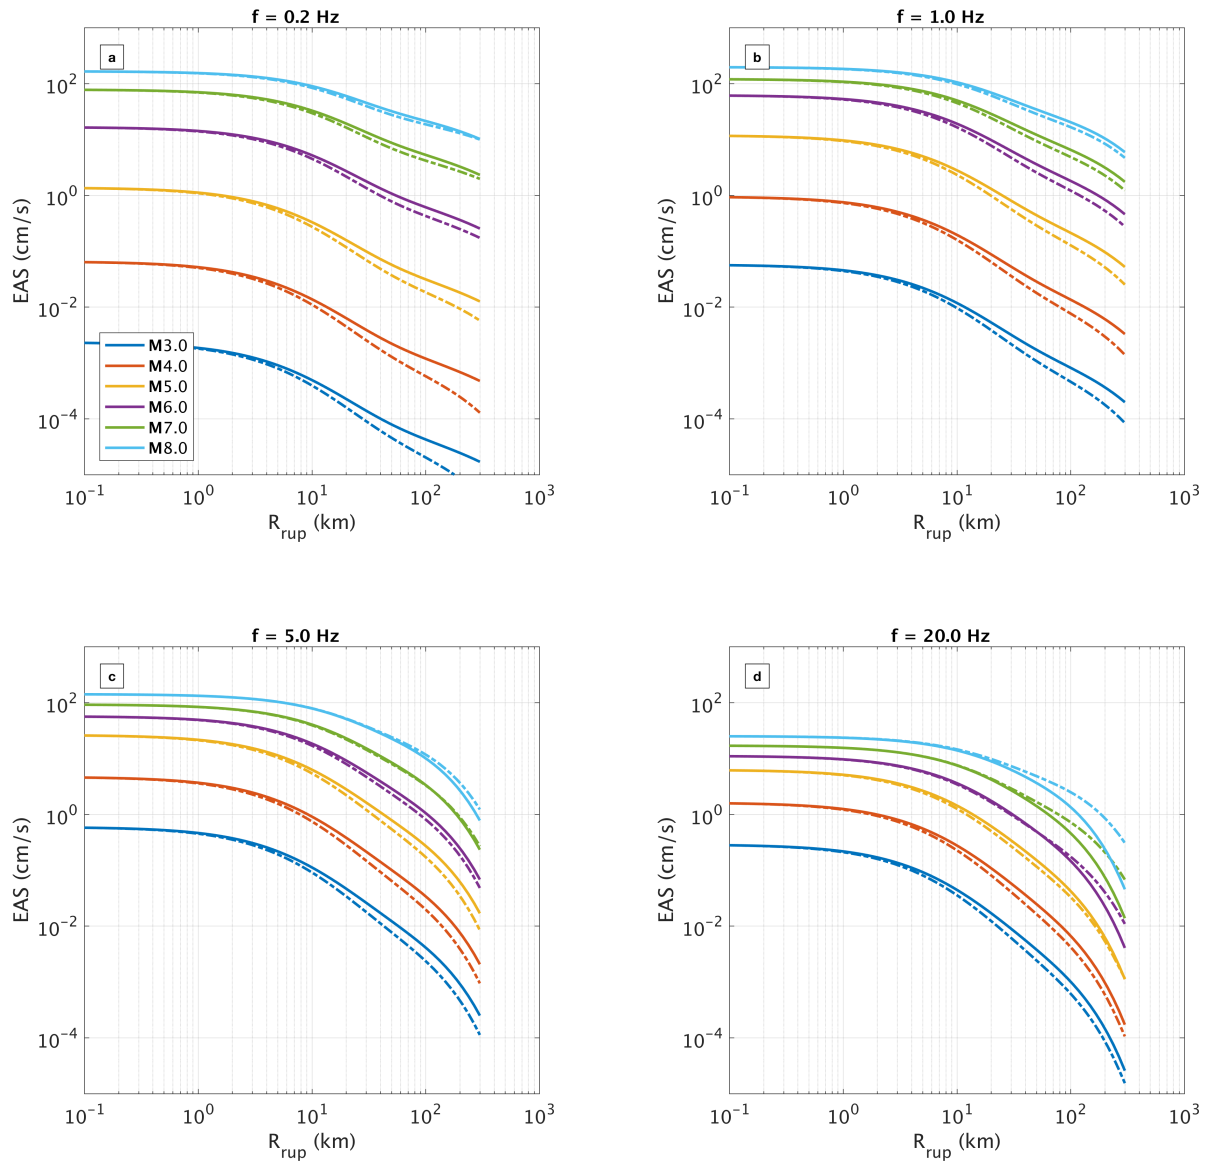 f = 0.2 Hz
a
EAS (cm/s)
10^2
10^0
10^-2
10^-4
M3.0
M4.0
M5.0
M6.0
M7.0
M8.0
10^-1 10^0 10^1 10^2 10^3
R_rup (km)
f = 1.0 Hz
b
EAS (cm/s)
10^2
10^0
10^-2
10^-4
10^-1 10^0 10^1 10^2 10^3
R_rup (km)
f = 5.0 Hz
c
EAS (cm/s)
10^2
10^0
10^-2
10^-4
10^-1 10^0 10^1 10^2 10^3
R_rup (km)
f = 20.0 Hz
d
EAS (cm/s)
10^2
10^0
10^-2
10^-4
10^-1 10^0 10^1 10^2 10^3
R_rup (km)